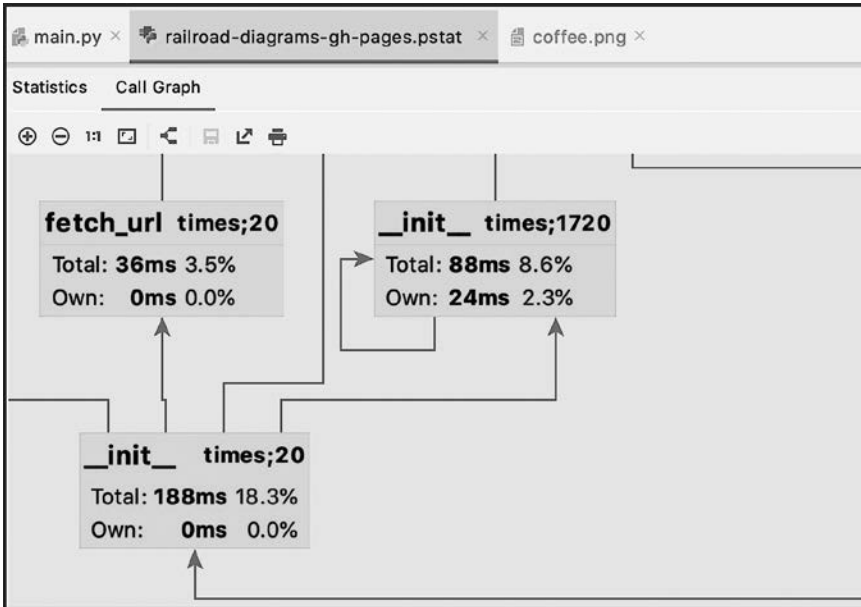 main.py × railroad-diagrams-gh-pages.pstat × coffee.png ×
Statistics Call Graph
1:1
fetch_url times;20
Total: 36ms 3.5%
Own: 0ms 0.0%
__init__ times;1720
Total: 88ms 8.6%
Own: 24ms 2.3%
__init__ times;20
Total: 188ms 18.3%
Own: 0ms 0.0%